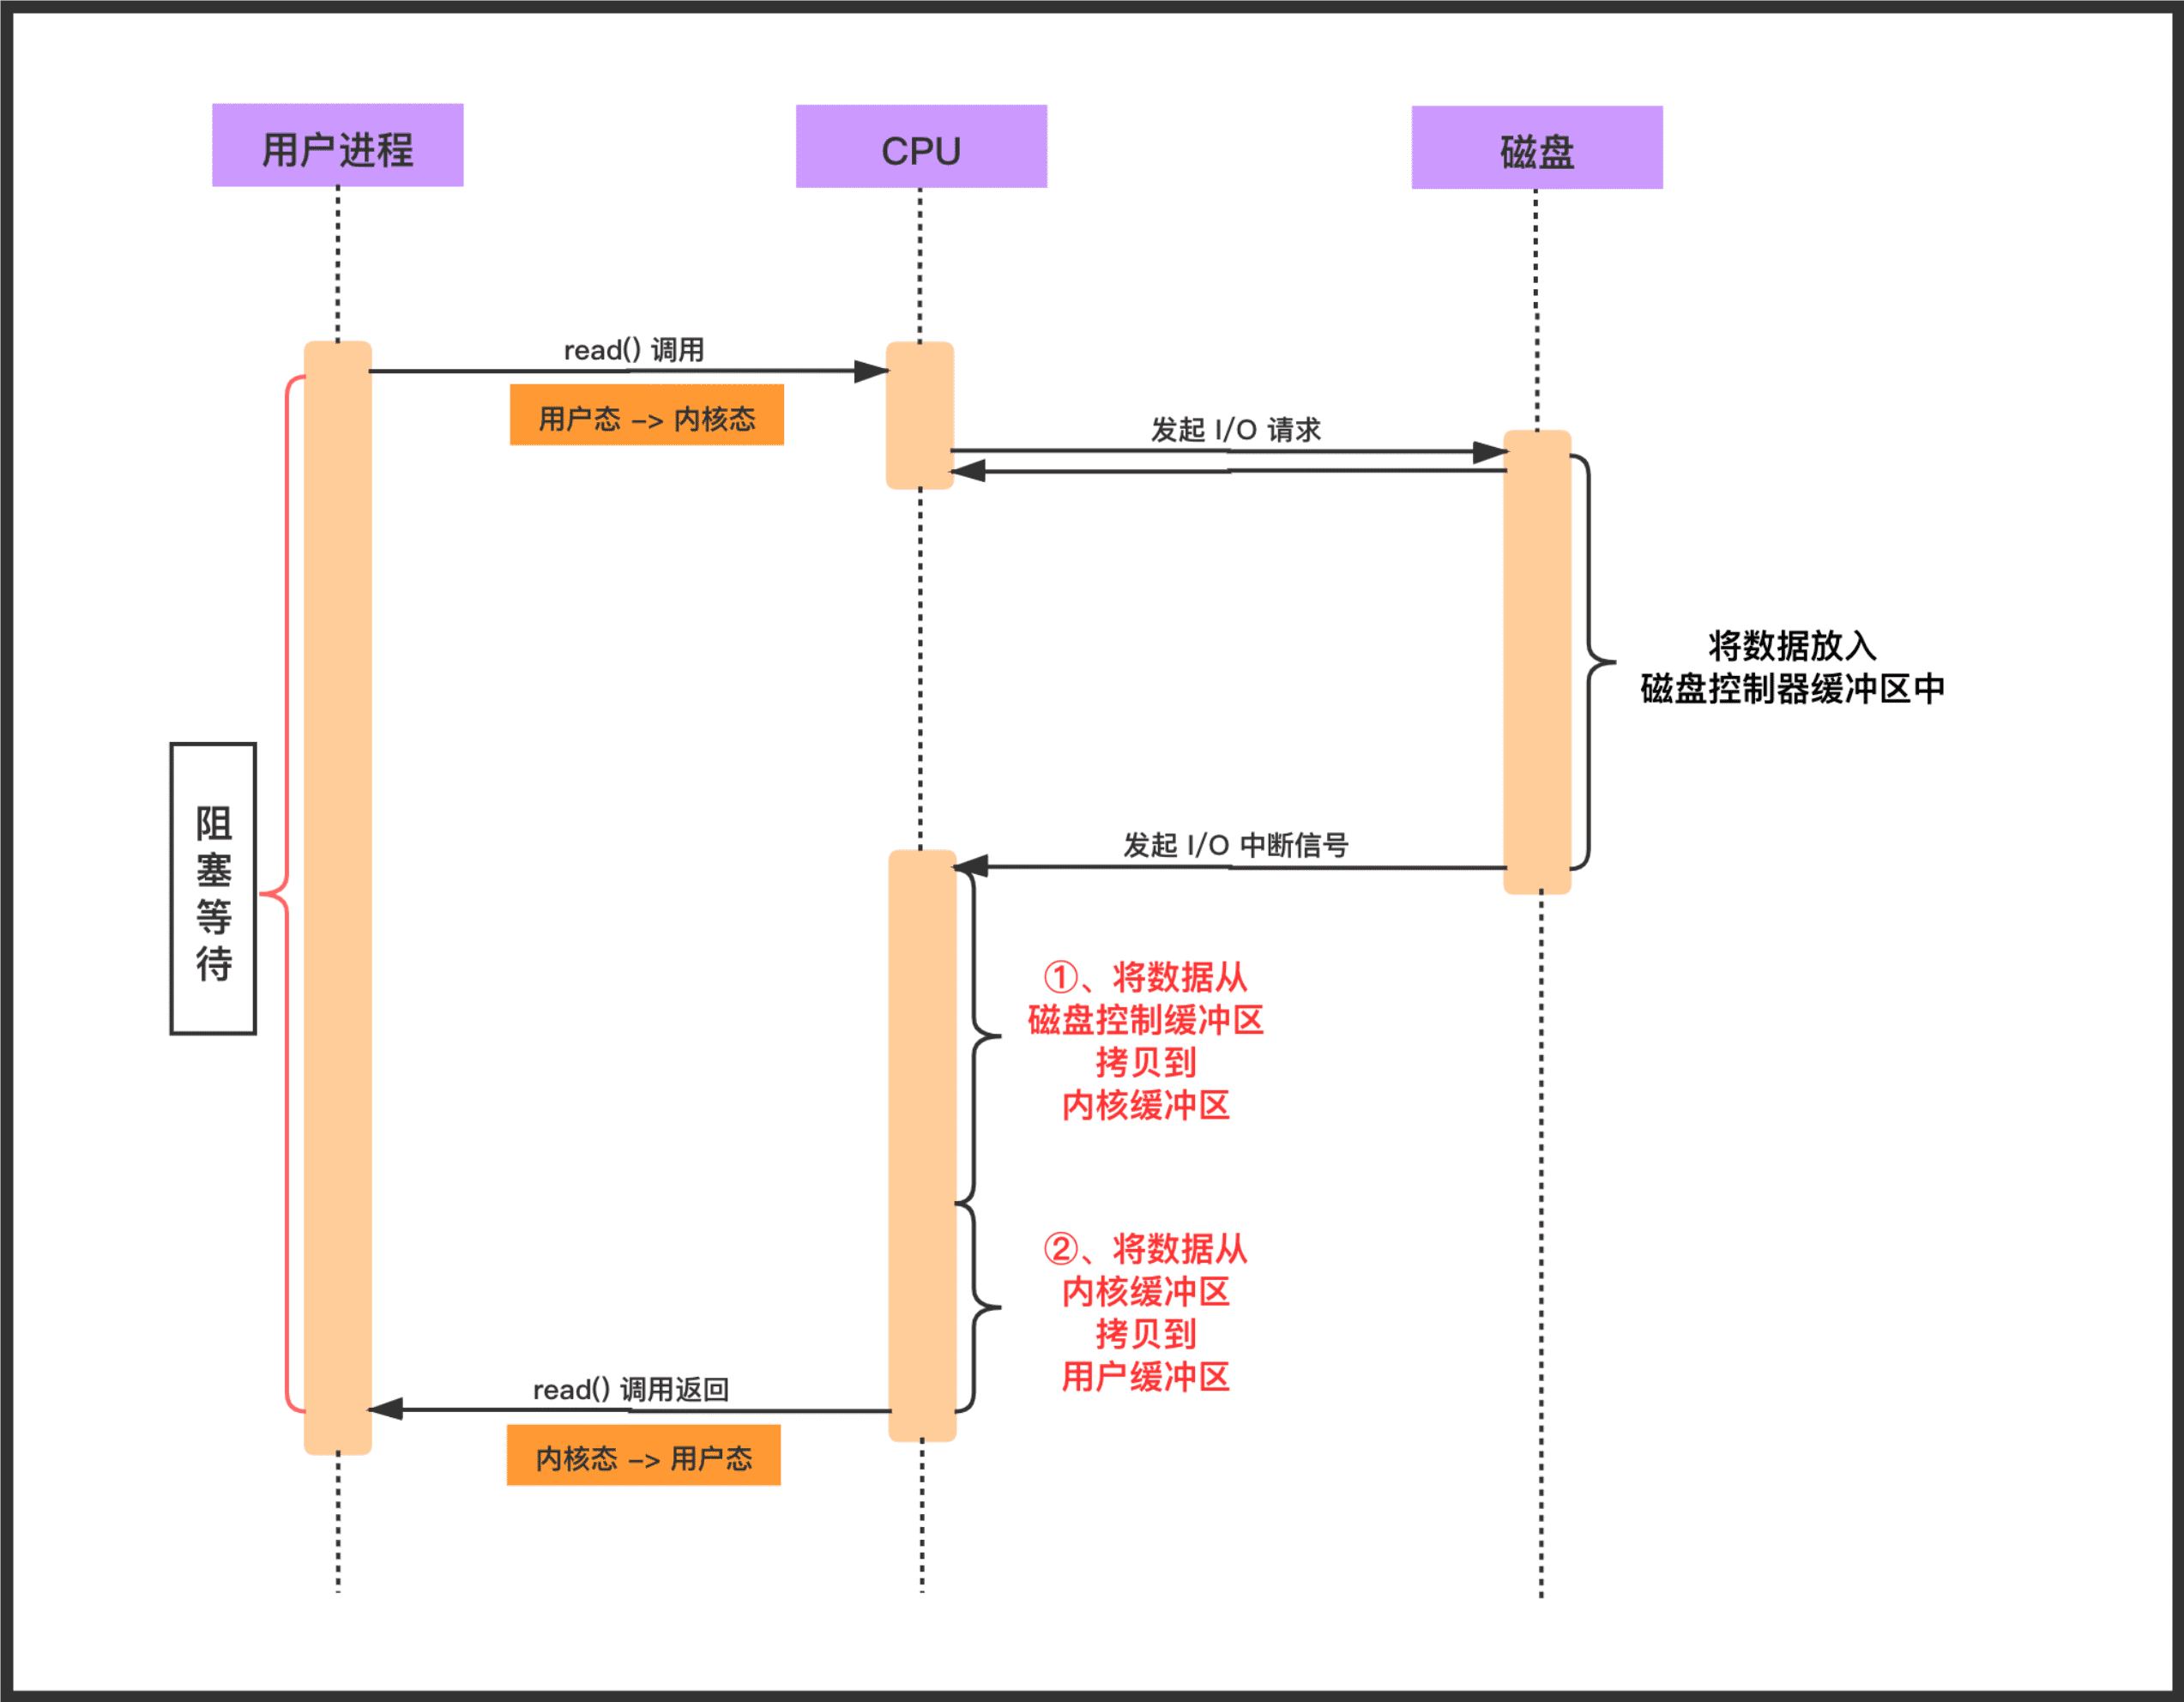 用户进程
CPU
磁盘
read() 调用
用户态 -> 内核态
发起 I/O 请求
将数据放入
磁盘控制器缓冲区中
阻塞等待
发起 I/O 中断信号
①、将数据从
磁盘控制缓冲区
拷贝到
内核缓冲区
②、将数据从
内核缓冲区
拷贝到
用户缓冲区
read() 调用返回
内核态 -> 用户态